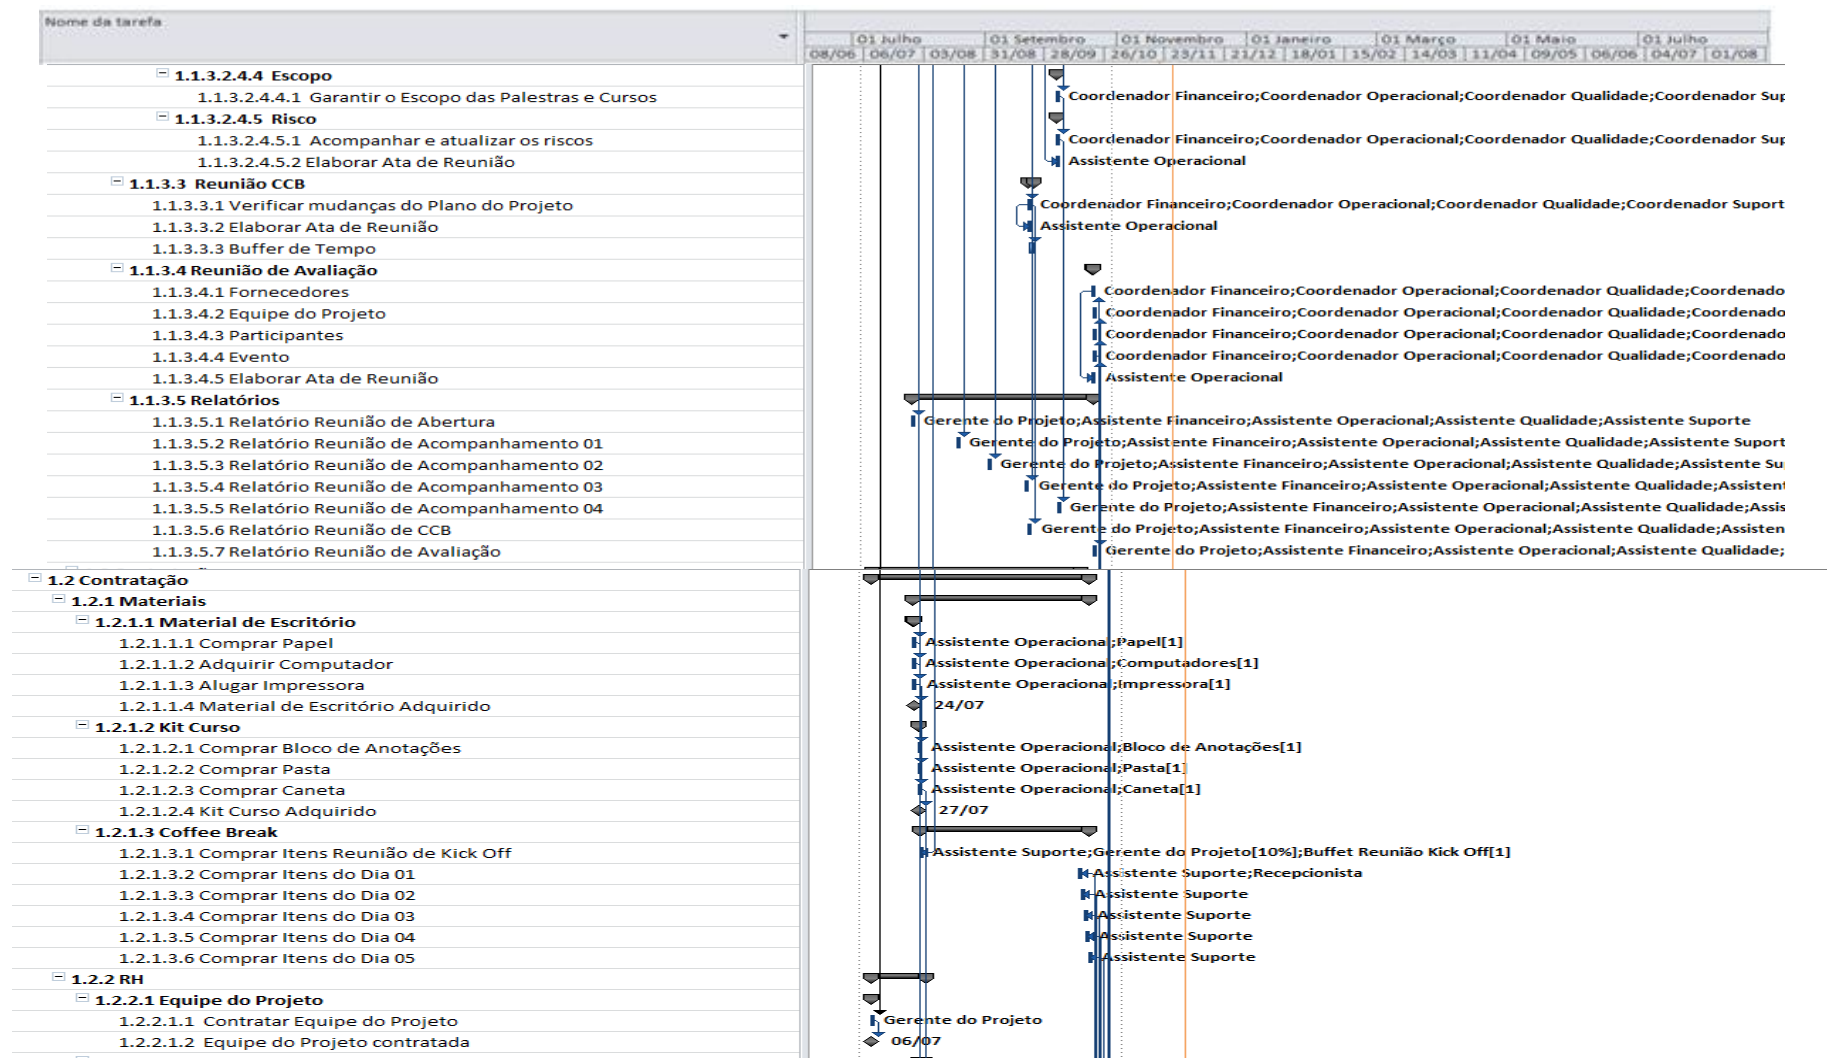 Nome da tarefa
01 Julho 01 Setembro 01 Novembro 01 Janeiro 01 Março 01 Maio 01 Julho
08/06 06/07 03/08 31/08 28/09 26/10 23/11 21/12 18/01 15/02 14/03 11/04 09/05 06/06 04/07 01/08
1.1.3.2.4.4 Escopo
1.1.3.2.4.4.1 Garantir o Escopo das Palestras e Cursos Coordenador Financeiro;Coordenador Operacional;Coordenador Qualidade;Coordenador Sup
1.1.3.2.4.5 Risco
1.1.3.2.4.5.1 Acompanhar e atualizar os riscos Coordenador Financeiro;Coordenador Operacional;Coordenador Qualidade;Coordenador Sup
1.1.3.2.4.5.2 Elaborar Ata de Reunião Assistente Operacional
1.1.3.3 Reunião CCB
1.1.3.3.1 Verificar mudanças do Plano do Projeto Coordenador Financeiro;Coordenador Operacional;Coordenador Qualidade;Coordenador Suport
1.1.3.3.2 Elaborar Ata de Reunião Assistente Operacional
1.1.3.3.3 Buffer de Tempo
1.1.3.4 Reunião de Avaliação
1.1.3.4.1 Fornecedores Coordenador Financeiro;Coordenador Operacional;Coordenador Qualidade;Coordenado
1.1.3.4.2 Equipe do Projeto Coordenador Financeiro;Coordenador Operacional;Coordenador Qualidade;Coordenado
1.1.3.4.3 Participantes Coordenador Financeiro;Coordenador Operacional;Coordenador Qualidade;Coordenado
1.1.3.4.4 Evento Coordenador Financeiro;Coordenador Operacional;Coordenador Qualidade;Coordenado
1.1.3.4.5 Elaborar Ata de Reunião Assistente Operacional
1.1.3.5 Relatórios
1.1.3.5.1 Relatório Reunião de Abertura Gerente do Projeto;Assistente Financeiro;Assistente Operacional;Assistente Qualidade;Assistente Suporte
1.1.3.5.2 Relatório Reunião de Acompanhamento 01 Gerente do Projeto;Assistente Financeiro;Assistente Operacional;Assistente Qualidade;Assistente Suport
1.1.3.5.3 Relatório Reunião de Acompanhamento 02 Gerente do Projeto;Assistente Financeiro;Assistente Operacional;Assistente Qualidade;Assistente Su
1.1.3.5.4 Relatório Reunião de Acompanhamento 03 Gerente do Projeto;Assistente Financeiro;Assistente Operacional;Assistente Qualidade;Assistent
1.1.3.5.5 Relatório Reunião de Acompanhamento 04 Gerente do Projeto;Assistente Financeiro;Assistente Operacional;Assistente Qualidade;Assis
1.1.3.5.6 Relatório Reunião de CCB Gerente do Projeto;Assistente Financeiro;Assistente Operacional;Assistente Qualidade;Assisten
1.1.3.5.7 Relatório Reunião de Avaliação Gerente do Projeto;Assistente Financeiro;Assistente Operacional;Assistente Qualidade;
1.2 Contratação
1.2.1 Materiais
1.2.1.1 Material de Escritório
1.2.1.1.1 Comprar Papel Assistente Operacional;Papel[1]
1.2.1.1.2 Adquirir Computador Assistente Operacional;Computadores[1]
1.2.1.1.3 Alugar Impressora Assistente Operacional;Impressora[1]
1.2.1.1.4 Material de Escritório Adquirido 24/07
1.2.1.2 Kit Curso
1.2.1.2.1 Comprar Bloco de Anotações Assistente Operacional;Bloco de Anotações[1]
1.2.1.2.2 Comprar Pasta Assistente Operacional;Pasta[1]
1.2.1.2.3 Comprar Caneta Assistente Operacional;Caneta[1]
1.2.1.2.4 Kit Curso Adquirido 27/07
1.2.1.3 Coffee Break
1.2.1.3.1 Comprar Itens Reunião de Kick Off Assistente Suporte;Gerente do Projeto[10%];Buffet Reunião Kick Off[1]
1.2.1.3.2 Comprar Itens do Dia 01 Assistente Suporte;Recepcionista
1.2.1.3.3 Comprar Itens do Dia 02 Assistente Suporte
1.2.1.3.4 Comprar Itens do Dia 03 Assistente Suporte
1.2.1.3.5 Comprar Itens do Dia 04 Assistente Suporte
1.2.1.3.6 Comprar Itens do Dia 05 Assistente Suporte
1.2.2 RH
1.2.2.1 Equipe do Projeto
1.2.2.1.1 Contratar Equipe do Projeto Gerente do Projeto
1.2.2.1.2 Equipe do Projeto contratada 06/07